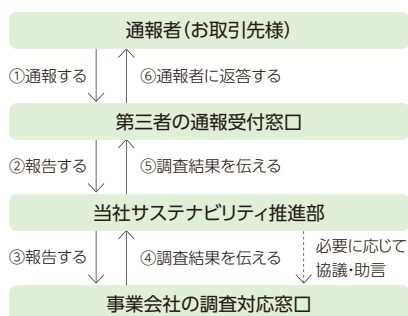 通報者（お取引先様）
①通報する
⑥通報者に返答する
第三者の通報受付窓口
②報告する
⑤調査結果を伝える
当社サステナビリティ推進部
③報告する
④調査結果を伝える
必要に応じて
協議・助言
事業会社の調査対応窓口